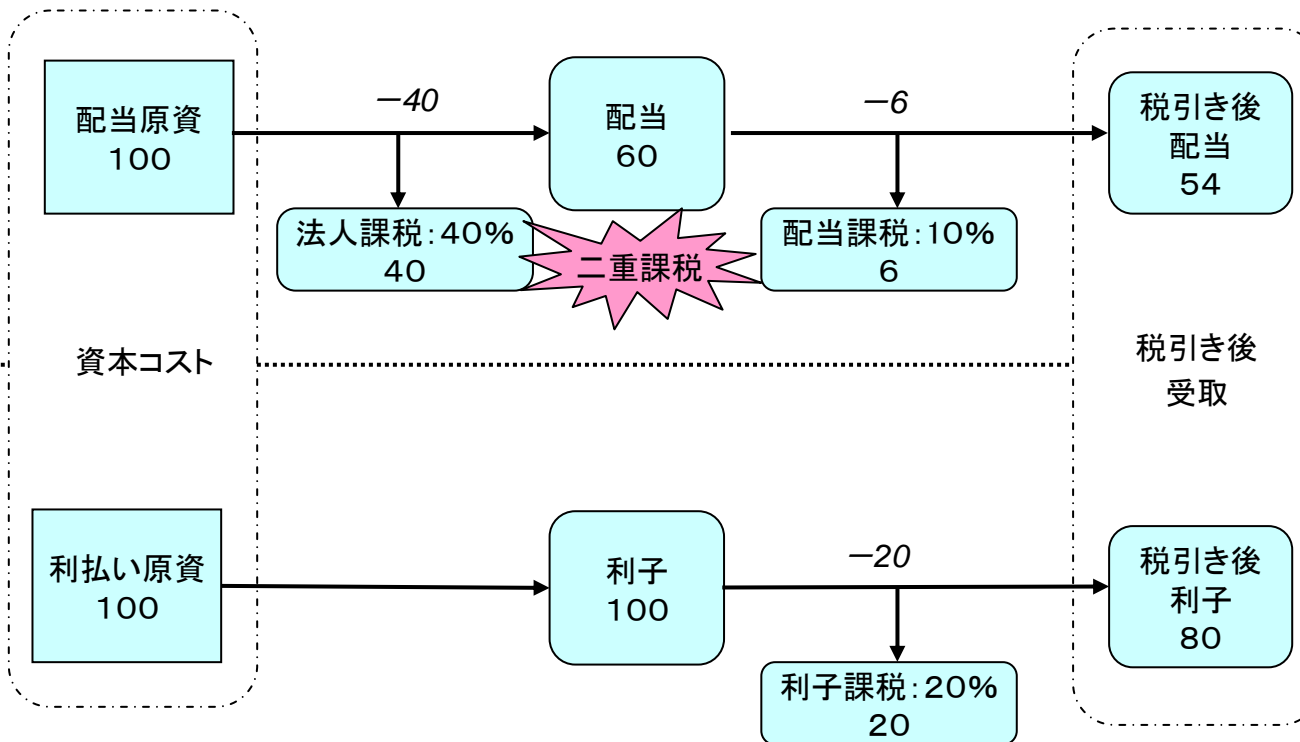 配当原資
100
－40
配当
60
－6
税引き後
配当
54
法人課税：40%
40
二重課税
配当課税：10%
6
資本コスト
税引き後
受取
利払い原資
100
利子
100
－20
税引き後
利子
80
利子課税：20%
20